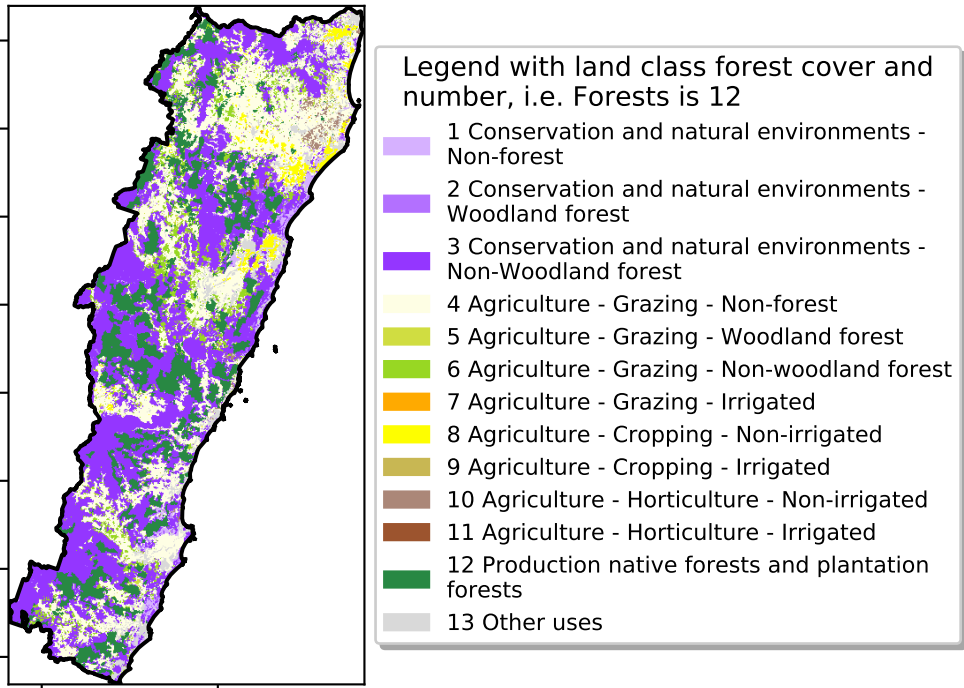 Legend with land class forest cover and
number, i.e. Forests is 12
1 Conservation and natural environments -
Non-forest
2 Conservation and natural environments -
Woodland forest
3 Conservation and natural environments -
Non-Woodland forest
4 Agriculture - Grazing - Non-forest
5 Agriculture - Grazing - Woodland forest
6 Agriculture - Grazing - Non-woodland forest
7 Agriculture - Grazing - Irrigated
8 Agriculture - Cropping - Non-irrigated
9 Agriculture - Cropping - Irrigated
10 Agriculture - Horticulture - Non-irrigated
11 Agriculture - Horticulture - Irrigated
12 Production native forests and plantation
forests
13 Other uses